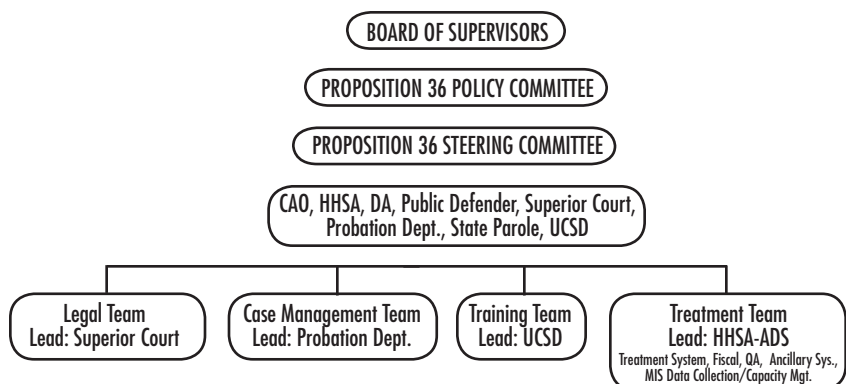 BOARD OF SUPERVISORS
PROPOSITION 36 POLICY COMMITTEE
PROPOSITION 36 STEERING COMMITTEE
CAO, HHSA, DA, Public Defender, Superior Court,
Probation Dept., State Parole, UCSD
Legal Team
Lead: Superior Court
Case Management Team
Lead: Probation Dept.
Training Team
Lead: UCSD
Treatment Team
Lead: HHSA-ADS
Treatment System, Fiscal, QA, Ancillary Sys.,
MIS Data Collection/Capacity Mgt.